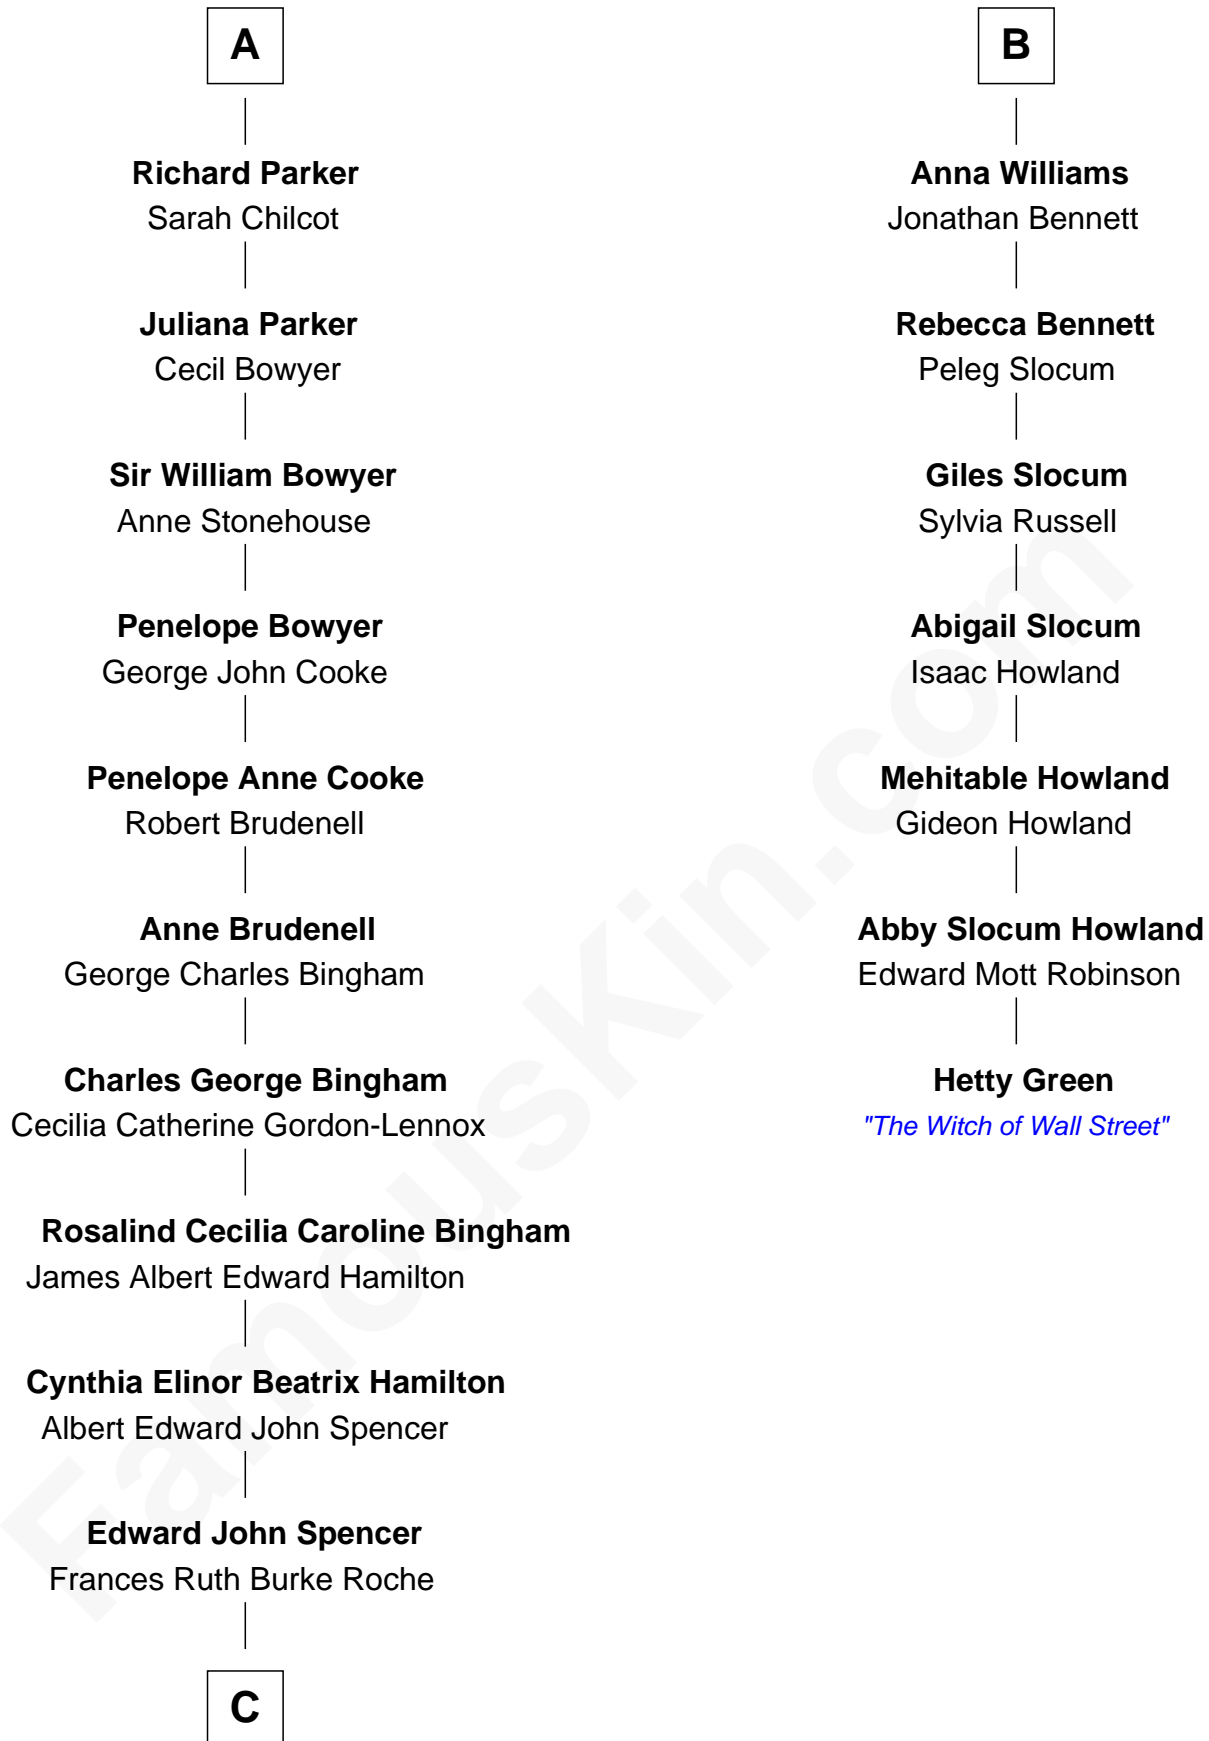 A
Richard Parker
Sarah Chilcot
Juliana Parker
Cecil Bowyer
Sir William Bowyer
Anne Stonehouse
Penelope Bowyer
George John Cooke
Penelope Anne Cooke
Robert Brudenell
Anne Brudenell
George Charles Bingham
Charles George Bingham
Cecilia Catherine Gordon-Lennox
Rosalind Cecilia Caroline Bingham
James Albert Edward Hamilton
Cynthia Elinor Beatrix Hamilton
Albert Edward John Spencer
Edward John Spencer
Frances Ruth Burke Roche
C
B
Anna Williams
Jonathan Bennett
Rebecca Bennett
Peleg Slocum
Giles Slocum
Sylvia Russell
Abigail Slocum
Isaac Howland
Mehitable Howland
Gideon Howland
Abby Slocum Howland
Edward Mott Robinson
Hetty Green
"The Witch of Wall Street"
FamousKin.com